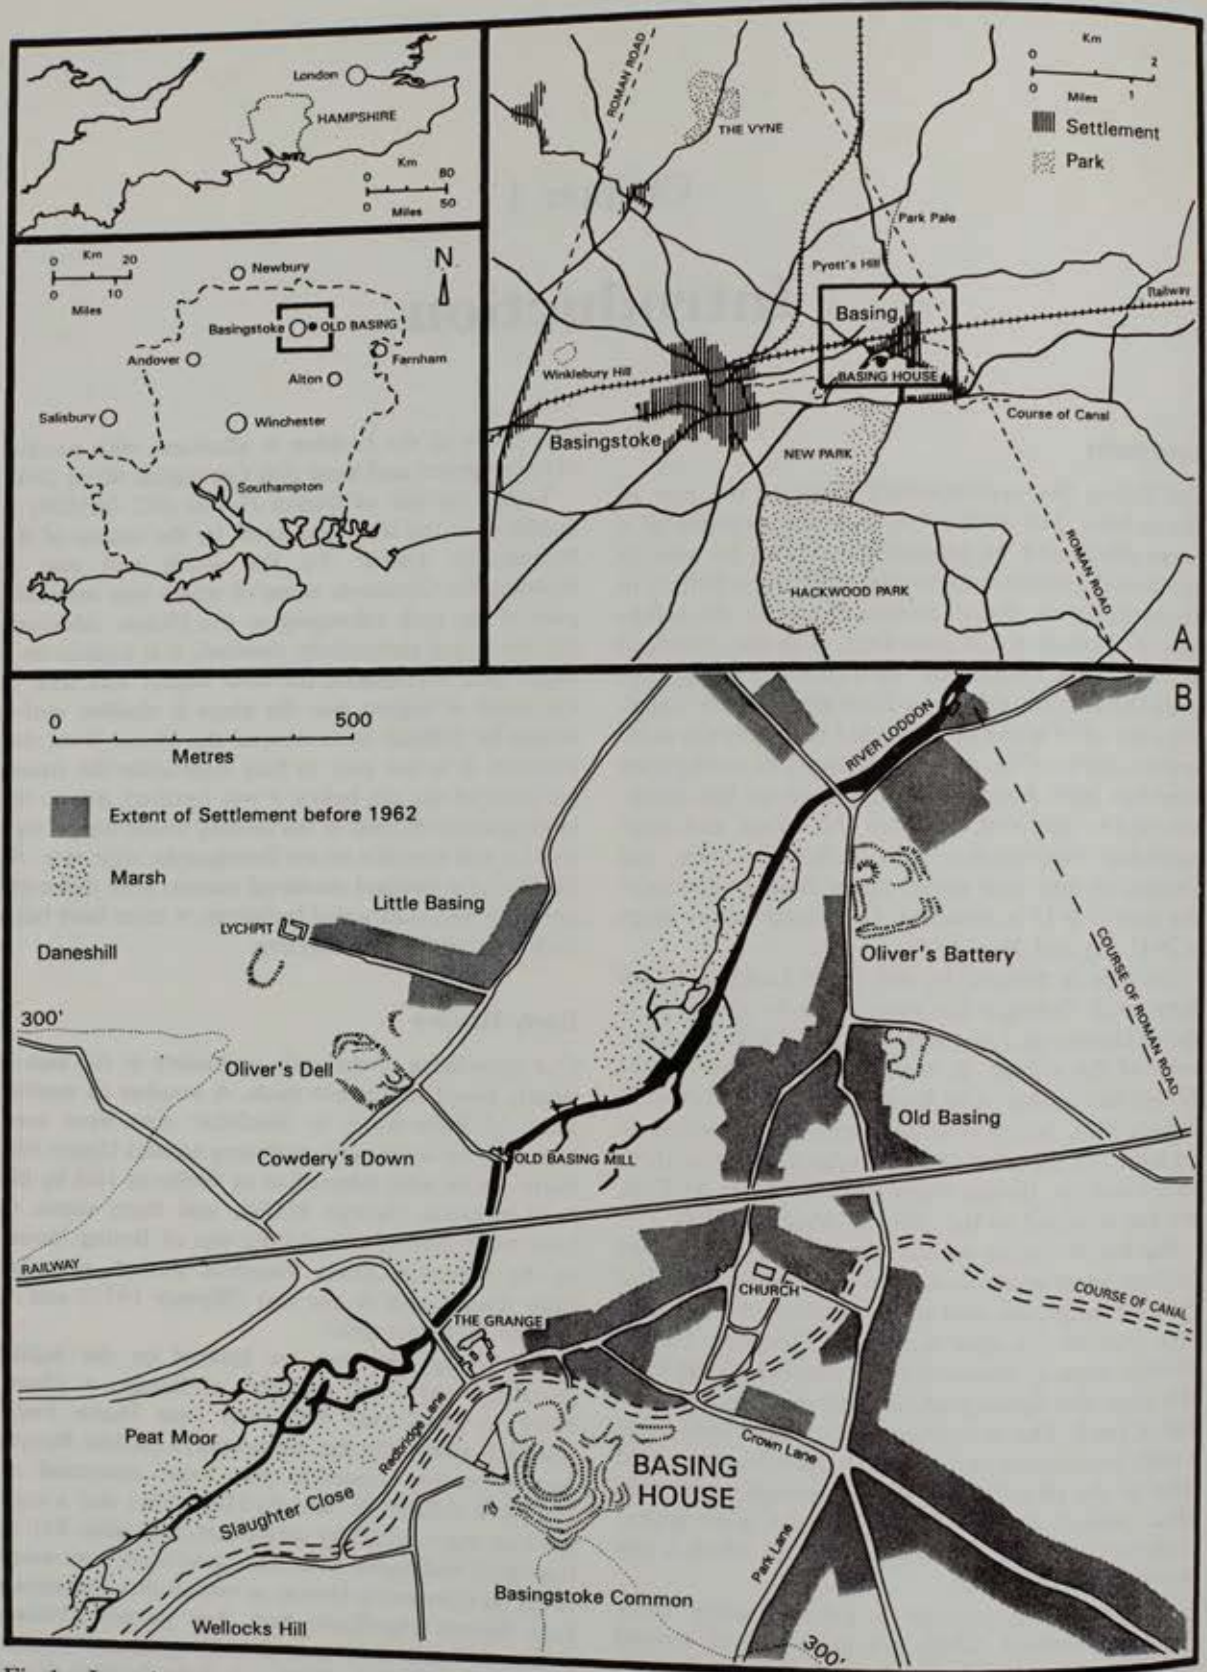 London
HAMPSHIRE
Km
0 80
0 50
Miles
Km
0 20
0 10
Miles
N
Newbury
Basingstoke
OLD BASING
Andover
Farnham
Alton
Salisbury
Winchester
Southampton
Km
0 2
0 1
Miles
Settlement
Park
ROMAN ROAD
THE VYNE
Park Pale
Pyott's Hill
Railway
Basing
Winklebury Hill
BASING HOUSE
Course of Canal
Basingstoke
NEW PARK
ROMAN ROAD
HACKWOOD PARK
A
B
0 500
Metres
RIVER LODDON
Extent of Settlement before 1962
Marsh
Little Basing
LYCHPIT
Daneshill
Oliver's Battery
COURSE OF ROMAN ROAD
300'
Oliver's Dell
Old Basing
Cowdery's Down
OLD BASING MILL
RAILWAY
CHURCH
COURSE OF CANAL
THE GRANGE
Peat Moor
Redbridge Lane
Crown Lane
BASING
HOUSE
Slaughter Close
Park Lane
Basingstoke Common
Wellocks Hill
300'